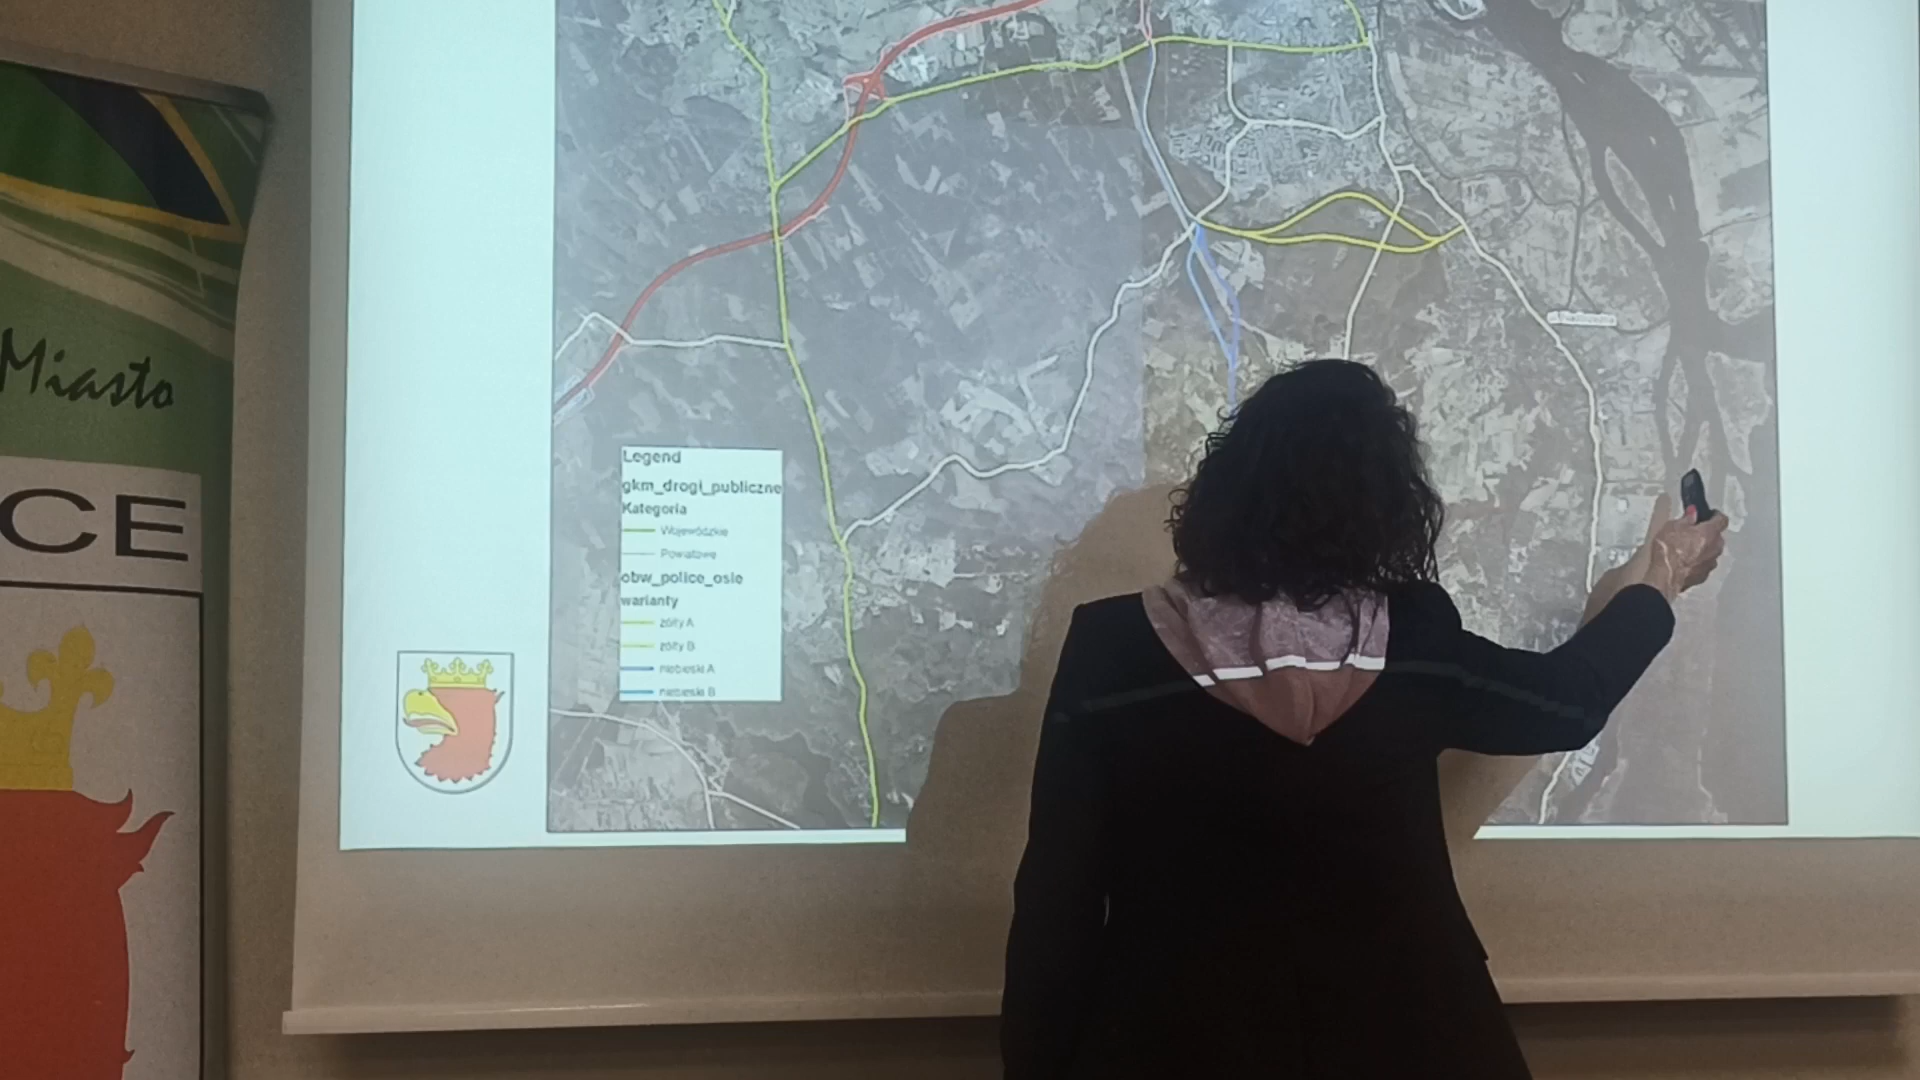 Miasto
CE
Legend
gkm_drogi_publiczne
Kategoria
Wojewódzkie
Powiatowe
obw_police_osie
warianty
żółty A
żółty B
niebieski A
niebieski B